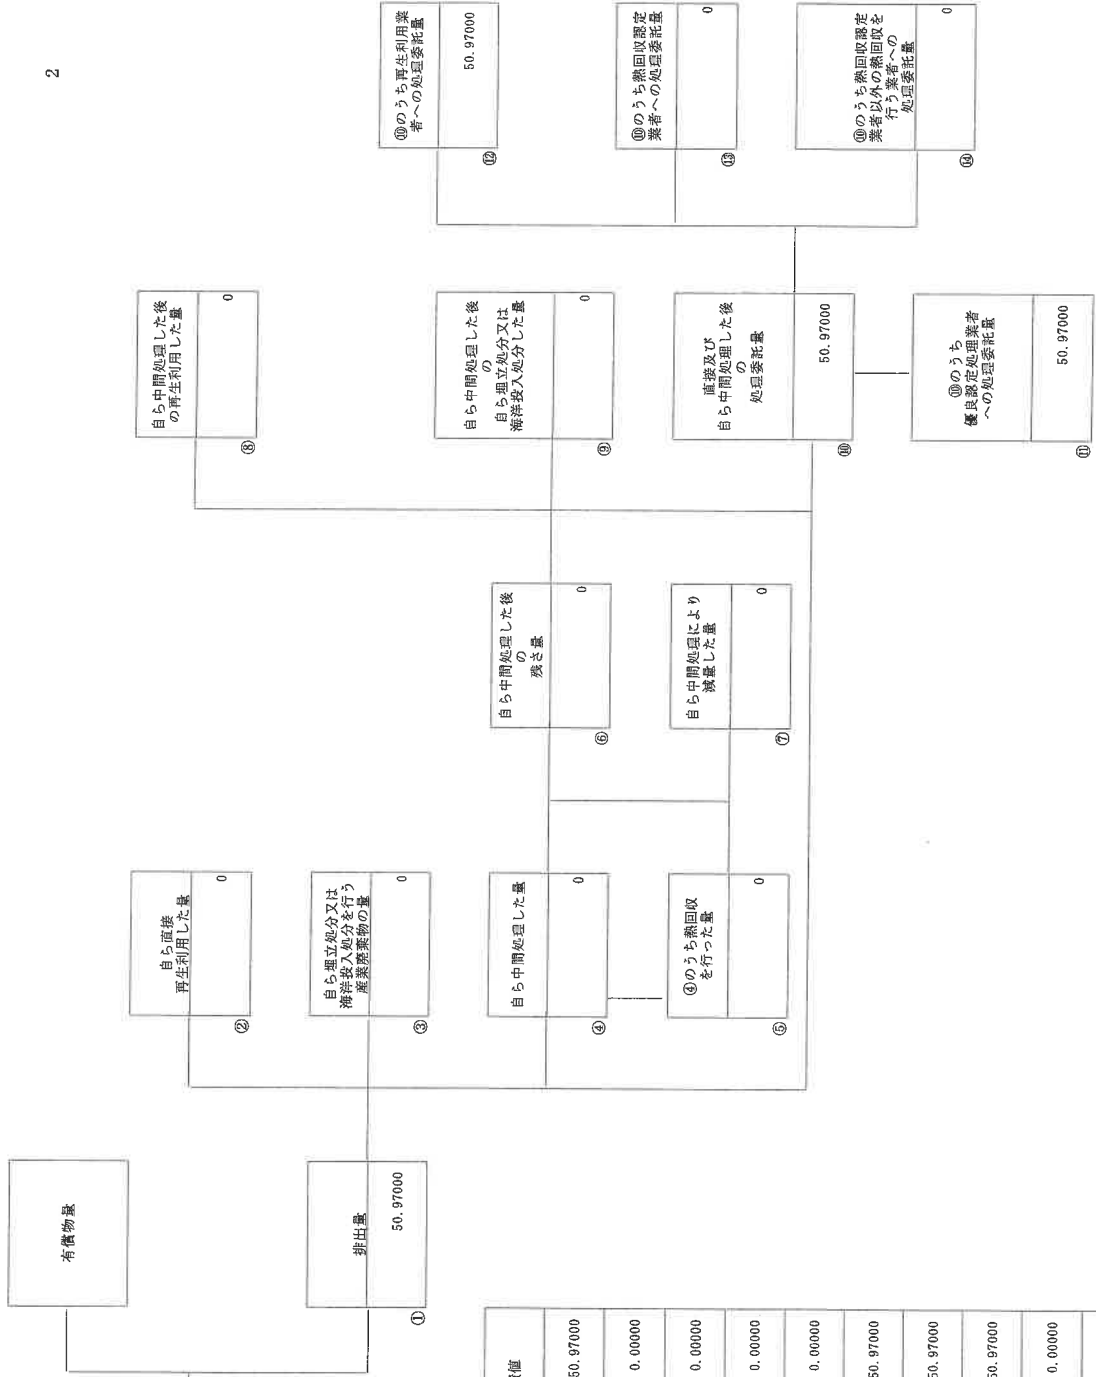 2
有償物量
排出量
50.97000
①
自ら直接
再生利用した量
0
②
自ら埋立処分又は
海洋投入処分を行う
産業廃棄物の量
0
③
自ら中間処理した量
0
④
④のうち熱回収
を行った量
0
⑤
自ら中間処理した後
の
残さ量
0
⑥
自ら中間処理により
減量した量
0
⑦
自ら中間処理した後
の再生利用した量
0
⑧
自ら中間処理した後
の
自ら埋立処分又は
海洋投入処分した量
0
⑨
直接及び
自ら中間処理した後
の
処理委託量
50.97000
⑩
⑩のうち
優良認定処理業者
への処理委託量
50.97000
⑪
⑩のうち再生利用業
者への処理委託量
50.97000
⑫
⑩のうち熱回収認定
業者への処理委託量
0
⑬
⑩のうち熱回収認定
業者以外の熱回収を
行う業者への
処理委託量
0
⑭
値
50.97000
0.00000
0.00000
0.00000
0.00000
50.97000
50.97000
50.97000
0.00000